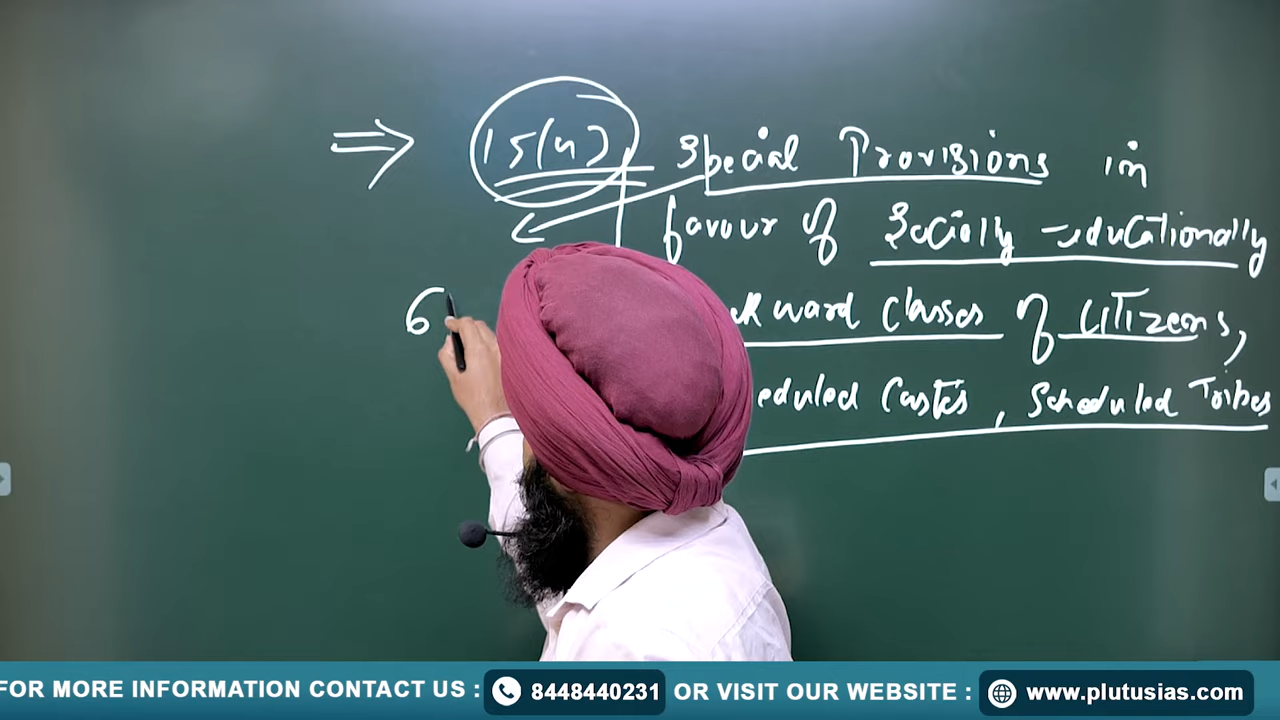 ⇒ 15(4) Special Provisions in
favour of Socially - educationally
ward Classes of Citizens,
eduled Castes, Scheduled Tribes
6
FOR MORE INFORMATION CONTACT US : 8448440231 OR VISIT OUR WEBSITE : www.plutusias.com